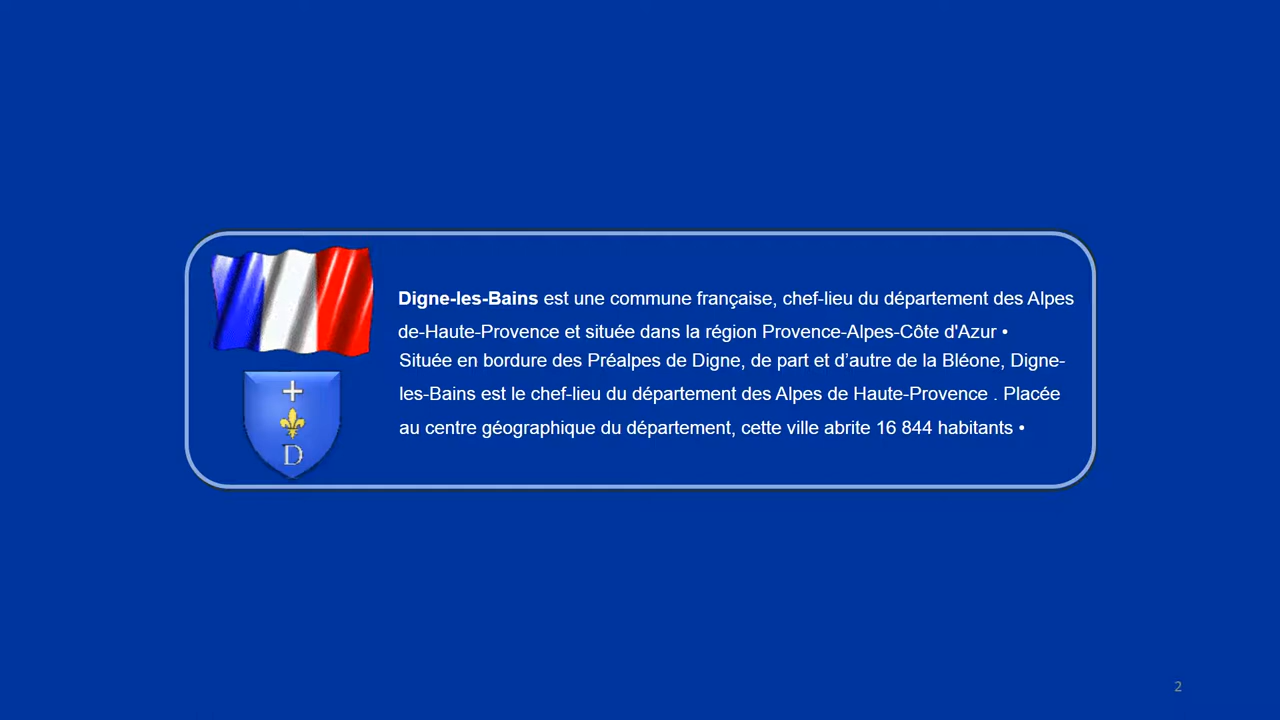 Digne-les-Bains est une commune française, chef-lieu du département des Alpes
de-Haute-Provence et située dans la région Provence-Alpes-Côte d'Azur •
Située en bordure des Préalpes de Digne, de part et d’autre de la Bléone, Digne-
les-Bains est le chef-lieu du département des Alpes de Haute-Provence . Placée
au centre géographique du département, cette ville abrite 16 844 habitants •
D
2